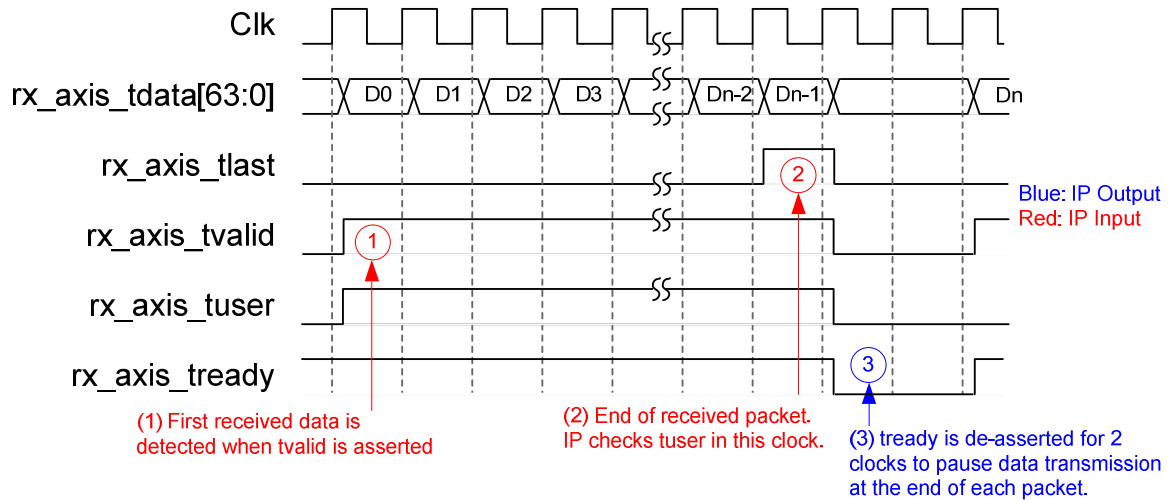 Clk
rx_axis_tdata[63:0]
D0 D1 D2 D3 Dn-2 Dn-1 Dn
rx_axis_tlast
2
Blue: IP Output
Red: IP Input
rx_axis_tvalid
1
rx_axis_tuser
rx_axis_tready
3
(1) First received data is
detected when tvalid is asserted
(2) End of received packet.
IP checks tuser in this clock.
(3) tready is de-asserted for 2
clocks to pause data transmission
at the end of each packet.